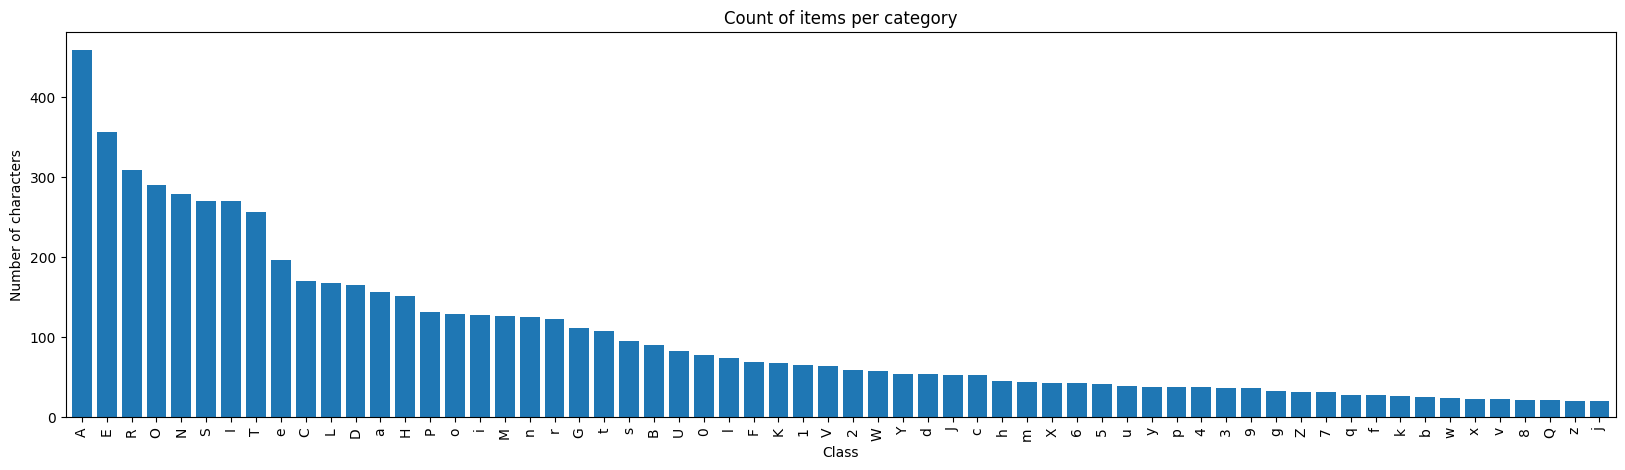 Count of items per category
Number of characters
400
300
200
100
0
A E R O N S I T e C L D a H P o i M n r G t s B U 0 l F K 1 V 2 W Y d J c h m X 6 5 u y p 4 3 9 g Z 7 q f k b w x v 8 Q z j
Class